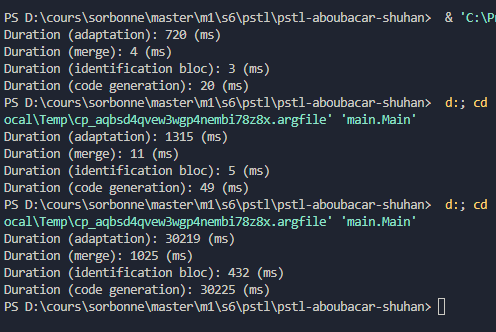 PS D:\cours\sorbonne\master\m1\s6\pstl\pstl-aboubacar-shuhan>  & 'C:\P
Duration (adaptation): 720 (ms)
Duration (merge): 4 (ms)
Duration (identification bloc): 3 (ms)
Duration (code generation): 20 (ms)
PS D:\cours\sorbonne\master\m1\s6\pstl\pstl-aboubacar-shuhan>  d:; cd
ocal\Temp\cp_aqbsd4qvew3wgp4nembi78z8x.argfile' 'main.Main'
Duration (adaptation): 1315 (ms)
Duration (merge): 11 (ms)
Duration (identification bloc): 5 (ms)
Duration (code generation): 49 (ms)
PS D:\cours\sorbonne\master\m1\s6\pstl\pstl-aboubacar-shuhan>  d:; cd
ocal\Temp\cp_aqbsd4qvew3wgp4nembi78z8x.argfile' 'main.Main'
Duration (adaptation): 30219 (ms)
Duration (merge): 1025 (ms)
Duration (identification bloc): 432 (ms)
Duration (code generation): 30225 (ms)
PS D:\cours\sorbonne\master\m1\s6\pstl\pstl-aboubacar-shuhan>